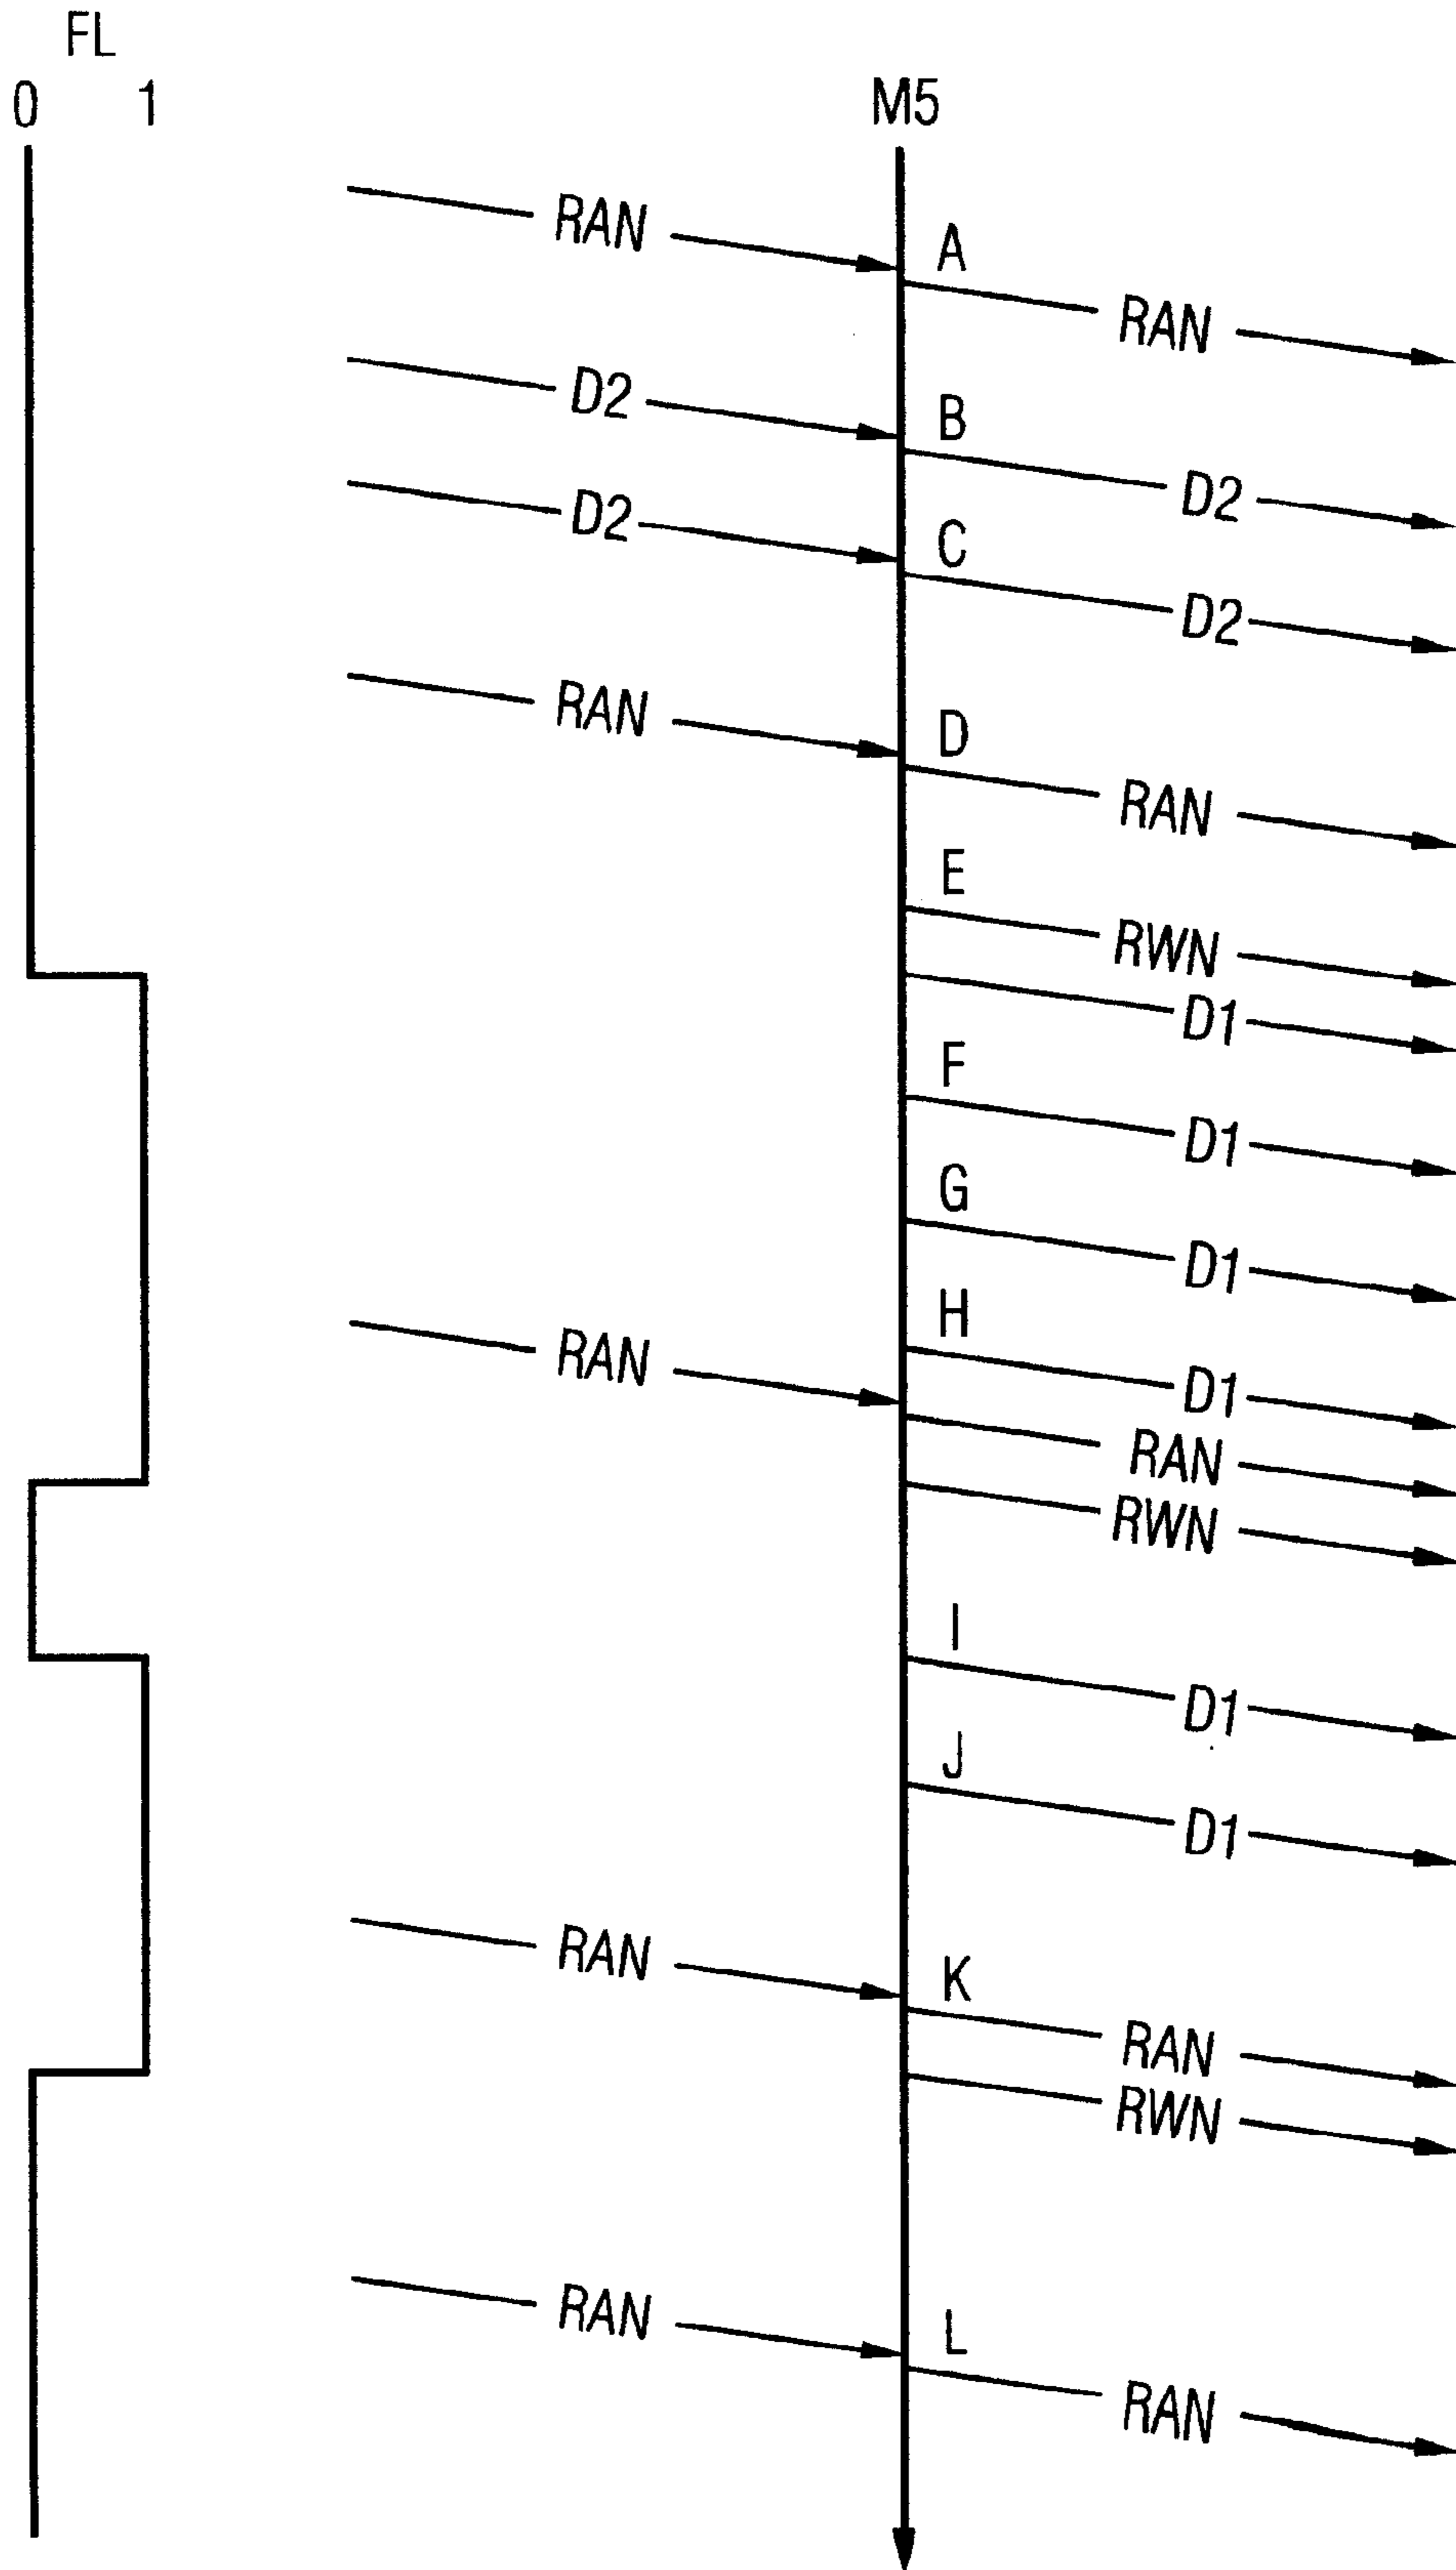 FL
0 1 M5
RAN A
RAN
D2 B
D2
D2 C
D2
RAN D
RAN
E
RWN
D1
F
D1
G
D1
H
RAN D1
RAN
RWN
I
D1
J
D1
RAN K
RAN
RWN
RAN L
RAN